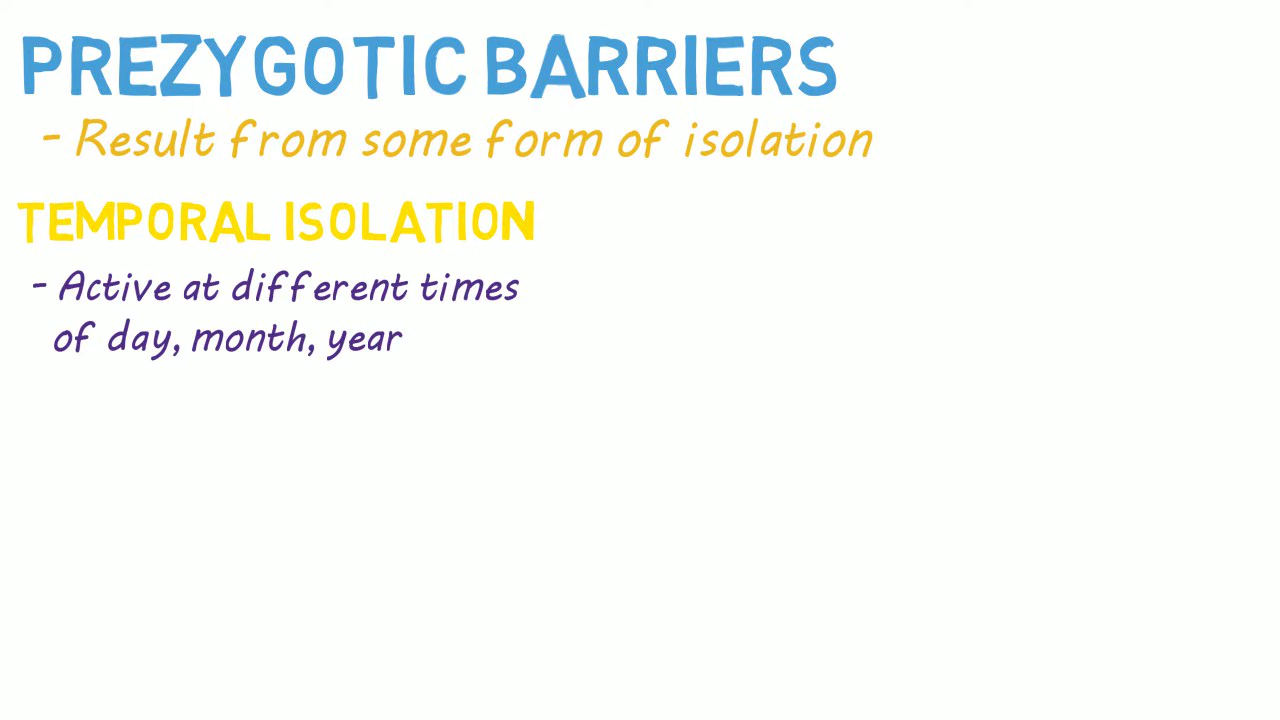 PREZYGOTIC BARRIERS
- Result from some form of isolation
TEMPORAL ISOLATION
- Active at different times
of day, month, year